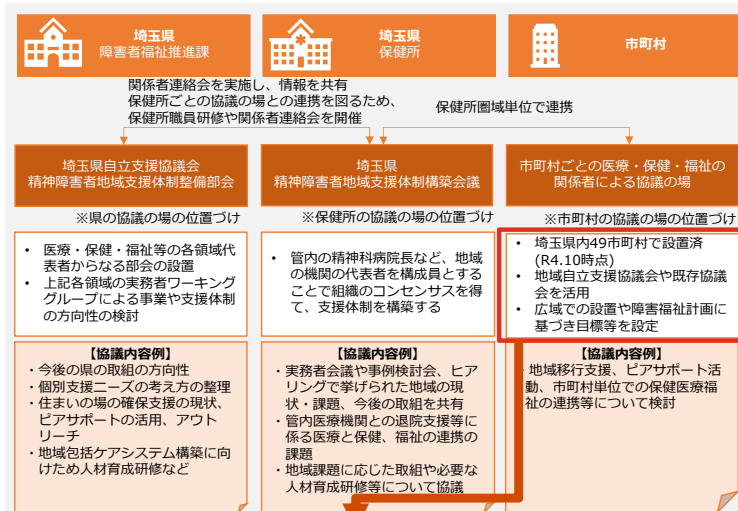 埼玉県
障害者福祉推進課
埼玉県
保健所
市町村
関係者連絡会を実施し、情報を共有
保健所ごとの協議の場との連携を図るため、
保健所職員研修や関係者連絡会を開催
保健所圏域単位で連携
埼玉県自立支援協議会
精神障害者地域支援体制整備部会
埼玉県
精神障害者地域支援体制構築会議
市町村ごとの医療・保健・福祉の
関係者による協議の場
※県の協議の場の位置づけ
※保健所の協議の場の位置づけ
※市町村の協議の場の位置づけ
• 医療・保健・福祉等の各領域代
表者からなる部会の設置
• 上記各領域の実務者ワーキング
グループによる事業や支援体制
の方向性の検討
• 管内の精神科病院長など、地域
の機関の代表者を構成員とする
ことで組織のコンセンサスを得
て、支援体制を構築する
• 埼玉県内49市町村で設置済
(R4.10時点)
• 地域自立支援協議会や既存協議
会を活用
• 広域での設置や障害福祉計画に
基づき目標等を設定
【協議内容例】
・今後の県の取組の方向性
・個別支援ニーズの考え方の整理
・住まいの場の確保支援の現状、
ピアサポートの活用、アウト
リーチ
・地域包括ケアシステム構築に向
けため人材育成研修など
【協議内容例】
・実務者会議や事例検討会、ヒア
リングで挙げられた地域の現
状・課題、今後の取組を共有
・管内医療機関との退院支援等に
係る医療と保健、福祉の連携の
課題
・地域課題に応じた取組や必要な
人材育成研修等について協議
【協議内容例】
・地域移行支援、ピアサポート活
動、市町村単位での保健医療福
祉の連携等について検討